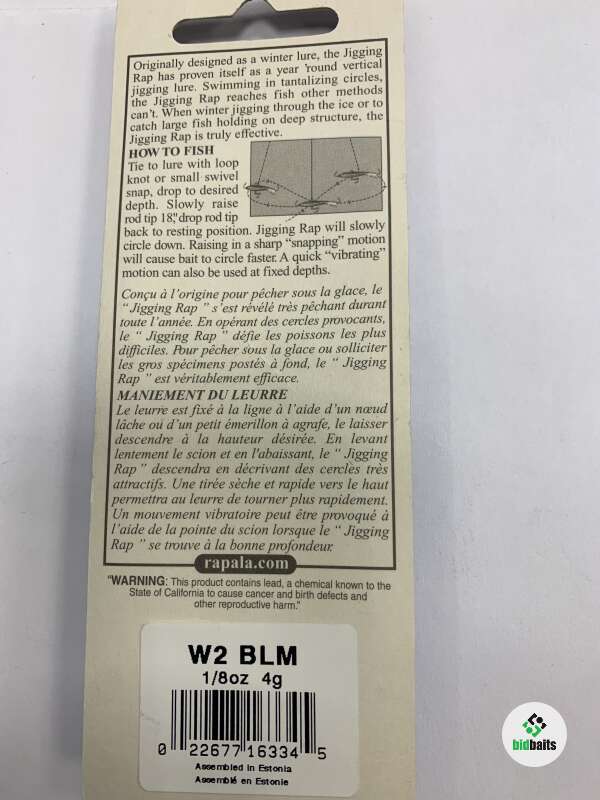 Originally designed as a winter lure, the Jigging
Rap has proven itself as a year 'round vertical
jigging lure. Swimming in tantalizing circles,
the Jigging Rap reaches fish other methods
can't. When winter jigging through the ice or to
catch large fish holding on deep structure, the
Jigging Rap is truly effective.
HOW TO FISH
Tie to lure with loop
knot or small swivel
snap, drop to desired
depth. Slowly raise
rod tip 18", drop rod tip
back to resting position. Jigging Rap will slowly
circle down. Raising in a sharp “snapping” motion
will cause bait to circle faster. A quick “vibrating”
motion can also be used at fixed depths.
Conçu à l'origine pour pêcher sous la glace, le
“Jigging Rap ” s'est révélé très pêchant durant
toute l'année. En opérant des cercles provocants,
le “ Jigging Rap ” défie les poissons les plus
difficiles. Pour pêcher sous la glace ou solliciter
les gros spécimens postés à fond, le “ Jigging
Rap ” est véritablement efficace.
MANIEMENT DU LEURRE
Le leurre est fixé à la ligne à l'aide d'un nœud
lâche ou d'un petit émerillon à agrafe, le laisser
descendre à la hauteur désirée. En levant
lentement le scion et en l'abaissant, le “ Jigging
Rap ” descendra en décrivant des cercles très
attractifs. Une tirée sèche et rapide vers le haut
permettra au leurre de tourner plus rapidement.
Un mouvement vibratoire peut être provoqué à
l'aide de la pointe du scion lorsque le “ Jigging
Rap ” se trouve à la bonne profondeur.
rapala.com
"WARNING: This product contains lead, a chemical known to the
State of California to cause cancer and birth defects and
other reproductive harm."
W2 BLM
1/8oz 4g
0 22677 16334 5
Assembled in Estonia
Assemblé en Estonie
bidbaits